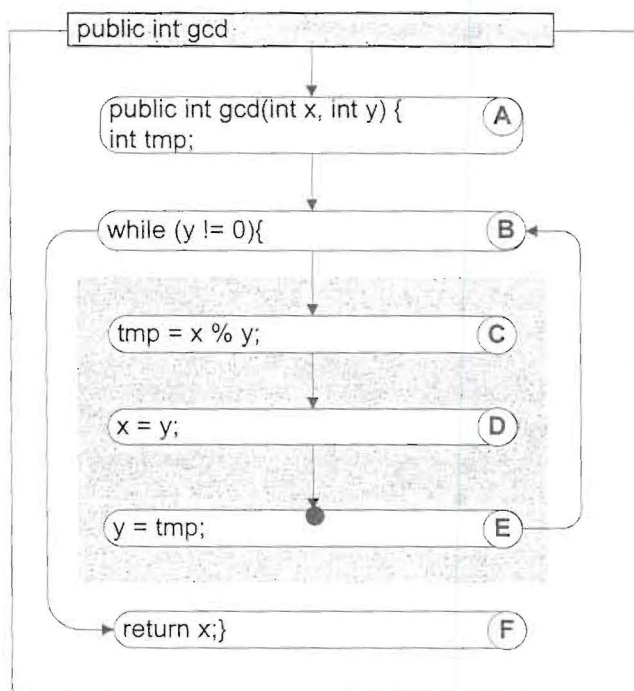 public int gcd
public int gcd(int x, int y) { A
int tmp;
while (y != 0){ B
tmp = x % y; C
x = y; D
y = tmp; E
return x;} F